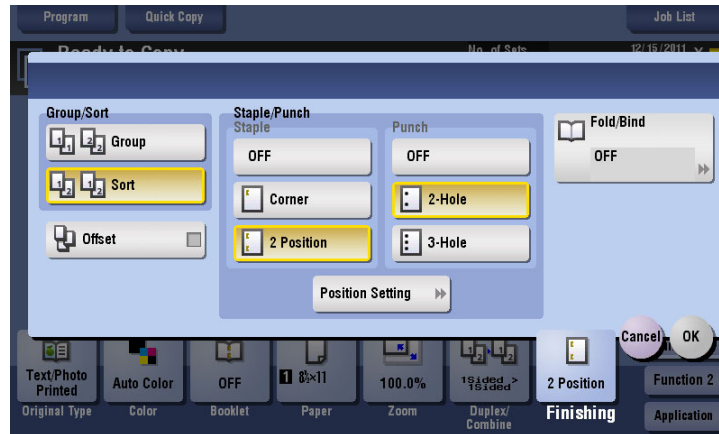 Program
Quick Copy
Job List
Ready to Copy
No. of Sets
12/15/2011
Group/Sort
Group
Sort
Offset
Staple/Punch
Staple
OFF
Corner
2 Position
Punch
OFF
2-Hole
3-Hole
Position Setting
Fold/Bind
OFF
Cancel
OK
Text/Photo
Printed
Original Type
Auto Color
Color
OFF
Booklet
1 8½×11
Paper
100.0%
Zoom
1Sided >
1Sided
Duplex/
Combine
2 Position
Finishing
Function 2
Application